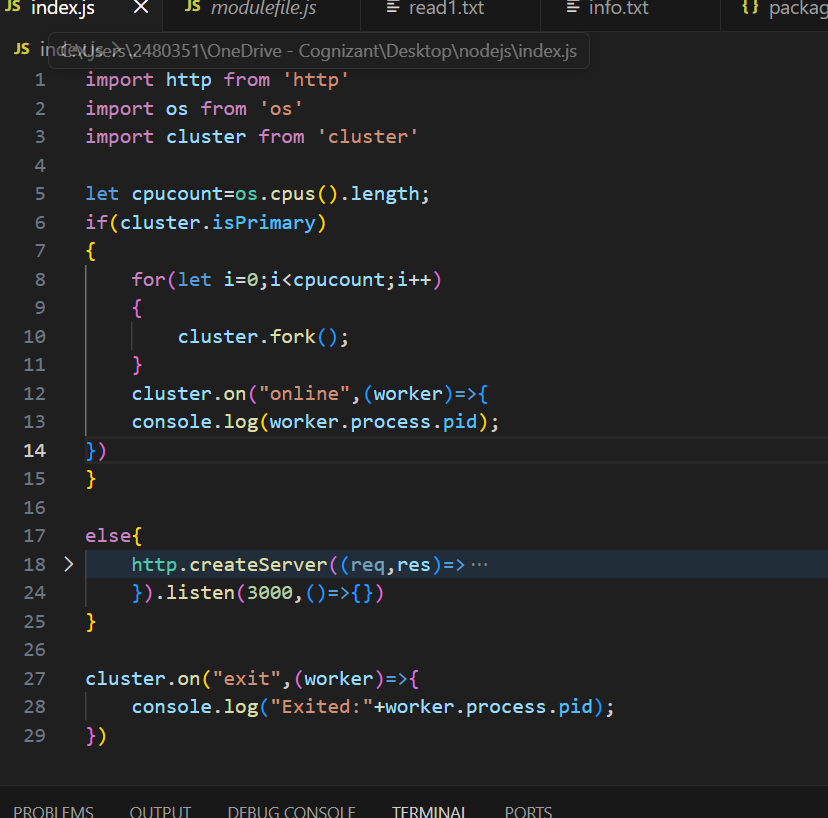 JS index.js × JS modulefile.js read1.txt info.txt {} packag
JS index.js >
C:\Users\2480351\OneDrive - Cognizant\Desktop\nodejs\index.js
1 import http from 'http'
2 import os from 'os'
3 import cluster from 'cluster'
4
5 let cpucount=os.cpus().length;
6 if(cluster.isPrimary)
7 {
8 for(let i=0;i<cpucount;i++)
9 {
10 cluster.fork();
11 }
12 cluster.on("online",(worker)=>{
13 console.log(worker.process.pid);
14 })
15 }
16
17 else{
18 http.createServer((req,res)=>⋯
24 }).listen(3000,()=>{})
25 }
26
27 cluster.on("exit",(worker)=>{
28 console.log("Exited:"+worker.process.pid);
29 })
PROBLEMS OUTPUT DEBUG CONSOLE TERMINAL PORTS